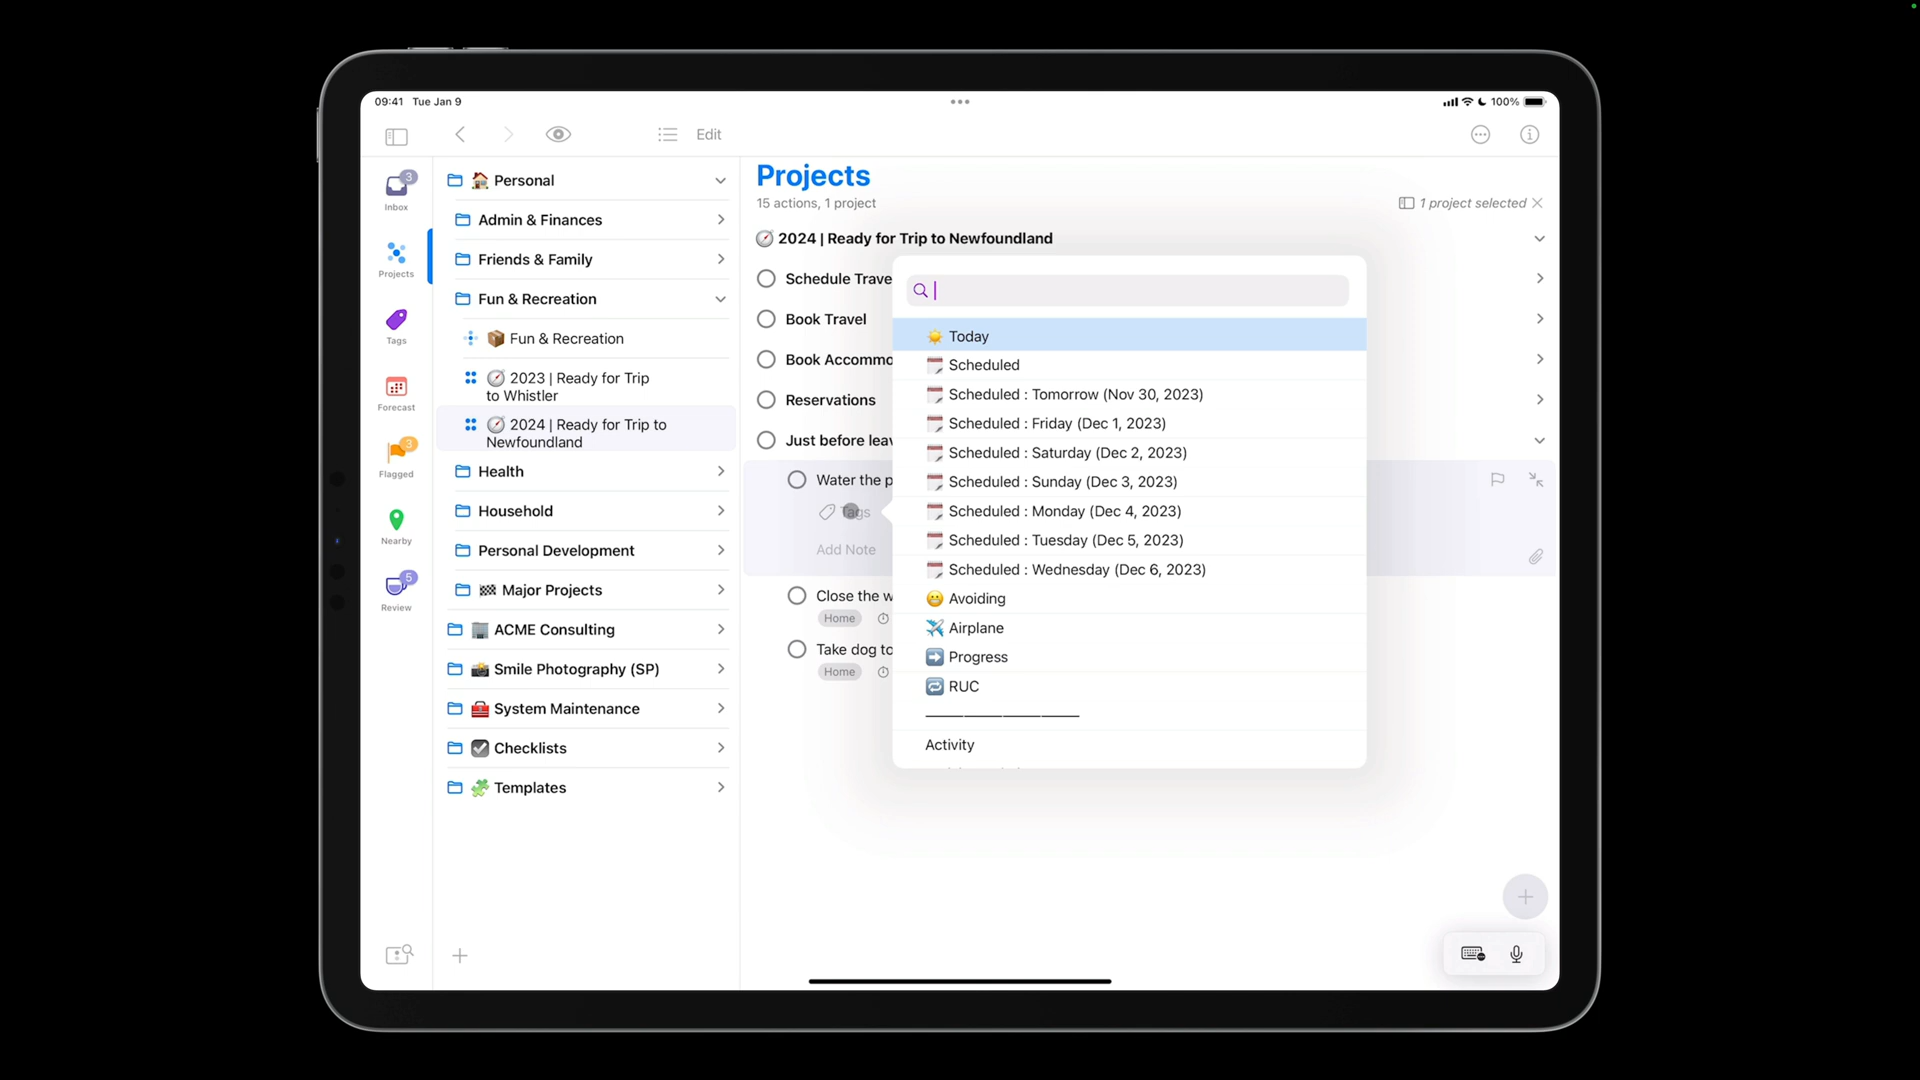 09:41 Tue Jan 9
100%
Edit
3
Inbox
Projects
Tags
Forecast
3
Flagged
Nearby
5
Review
Personal
Admin & Finances
Friends & Family
Fun & Recreation
Fun & Recreation
2023 | Ready for Trip
to Whistler
2024 | Ready for Trip to
Newfoundland
Health
Household
Personal Development
Major Projects
ACME Consulting
Smile Photography (SP)
System Maintenance
Checklists
Templates
Projects
15 actions, 1 project
1 project selected
2024 | Ready for Trip to Newfoundland
Schedule Trave
Book Travel
Book Accommo
Reservations
Just before leav
Water the p
Tags
Add Note
Close the w
Home
Take dog to
Home
Today
Scheduled
Scheduled : Tomorrow (Nov 30, 2023)
Scheduled : Friday (Dec 1, 2023)
Scheduled : Saturday (Dec 2, 2023)
Scheduled : Sunday (Dec 3, 2023)
Scheduled : Monday (Dec 4, 2023)
Scheduled : Tuesday (Dec 5, 2023)
Scheduled : Wednesday (Dec 6, 2023)
Avoiding
Airplane
Progress
RUC
Activity